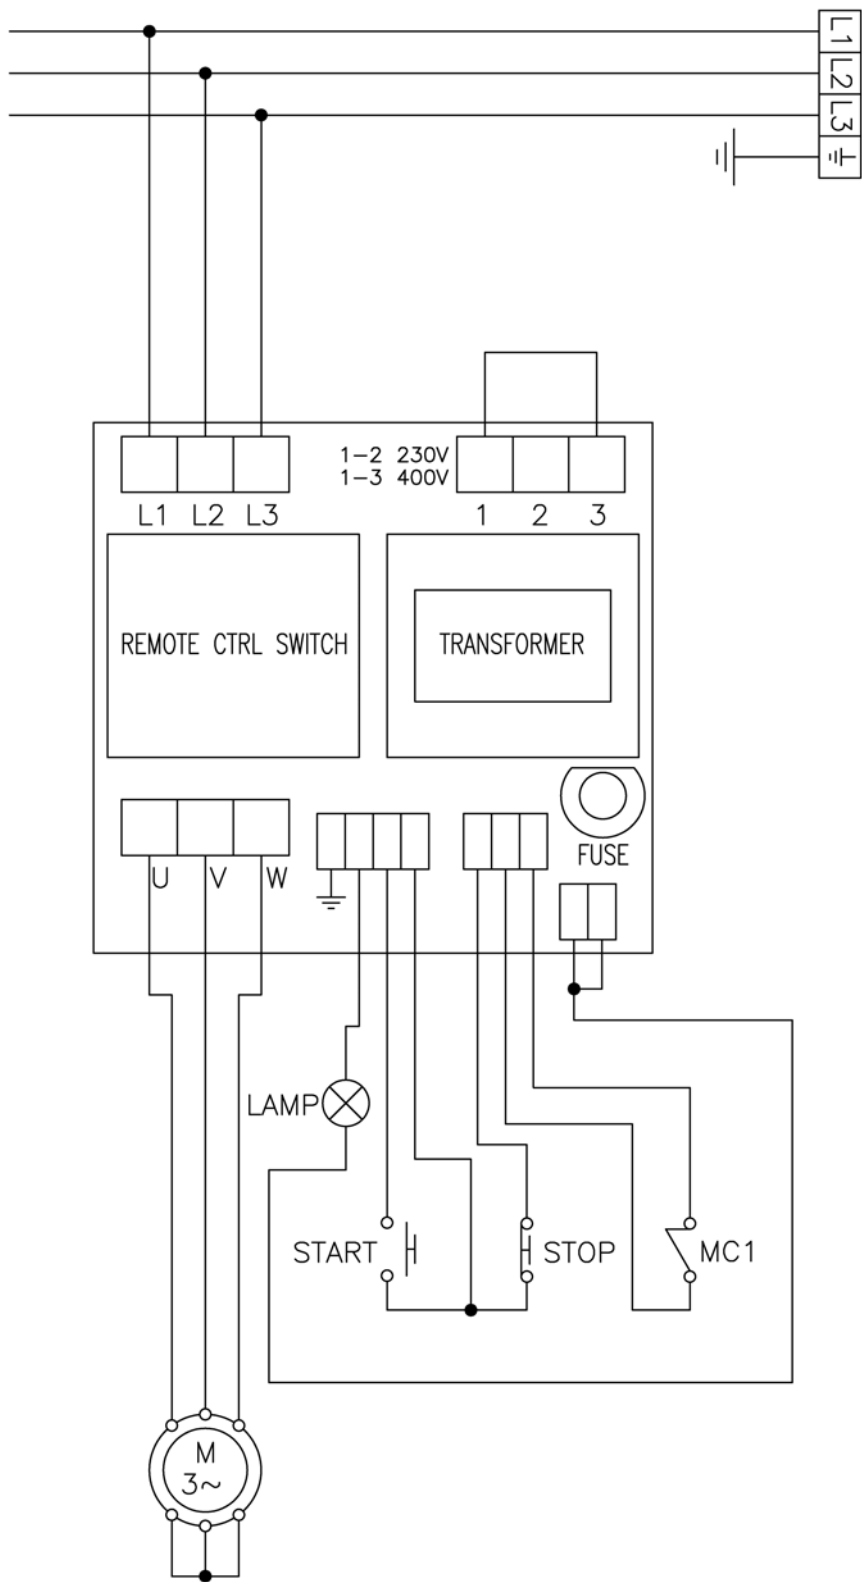 L1
L2
L3
1-2 230V
1-3 400V
L1 L2 L3
1 2 3
REMOTE CTRL SWITCH
TRANSFORMER
FUSE
U V W
LAMP
START
STOP
MC1
M
3~